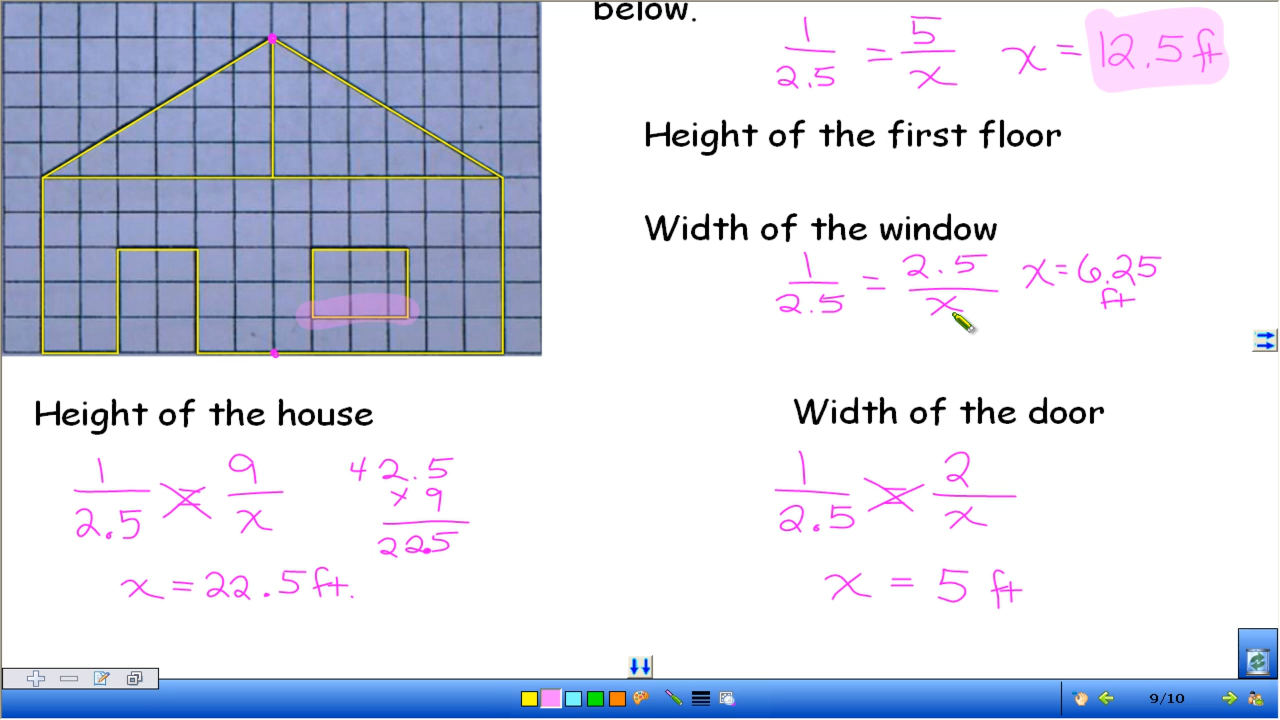 below.
1/2.5 = 5/x x = 12.5 ft
Height of the first floor
Width of the window
1/2.5 = 2.5/x x = 6.25 ft
Height of the house
1/2.5 = 9/x
4 2.5
x 9
22.5
x = 22.5 ft.
Width of the door
1/2.5 = 2/x
x = 5 ft
9/10